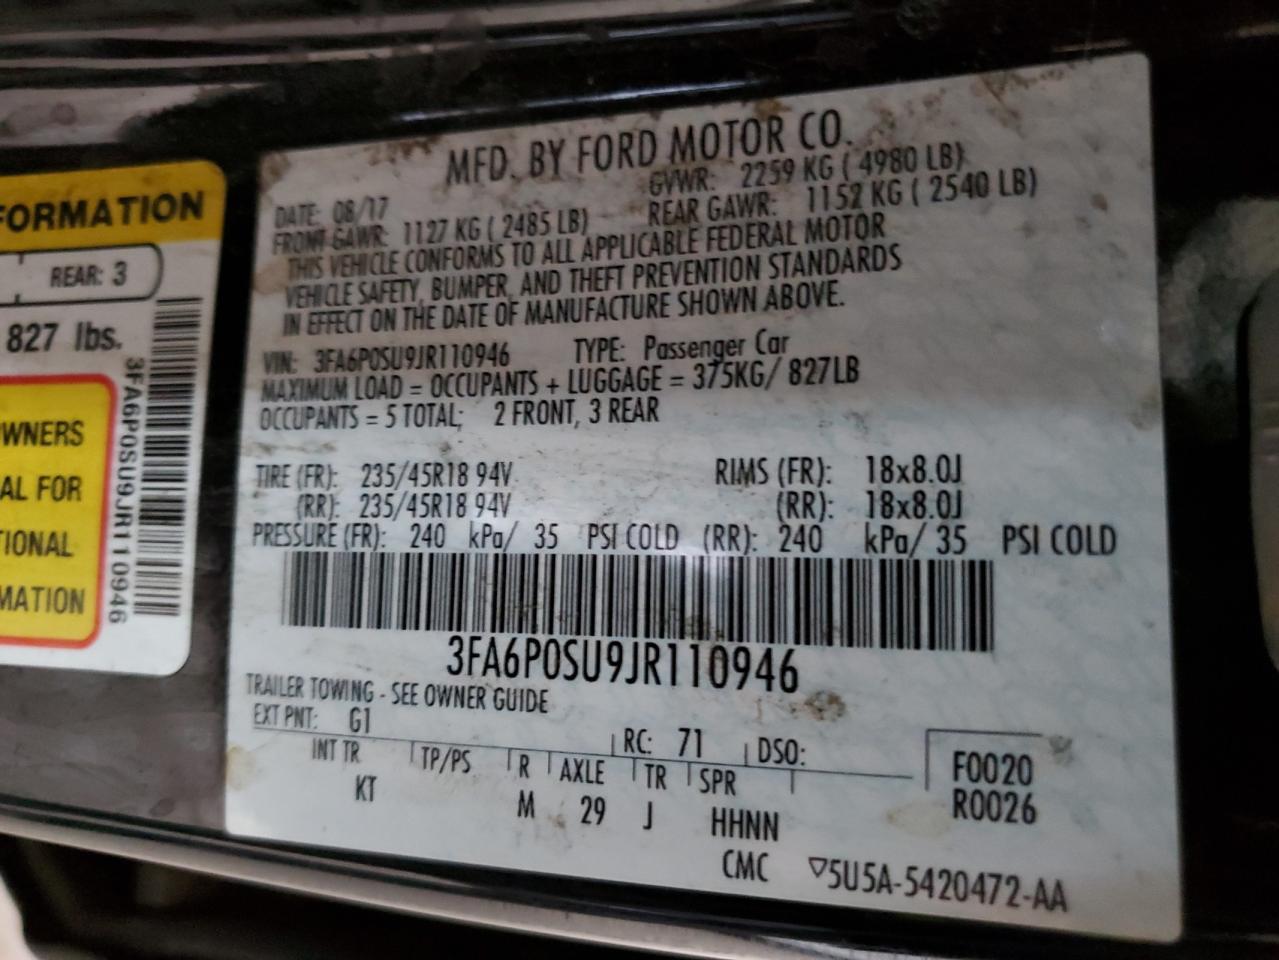 MFD. BY FORD MOTOR CO.
DATE: 08/17 GVWR: 2259 KG ( 4980 LB)
FRONT GAWR: 1127 KG ( 2485 LB) REAR GAWR: 1152 KG ( 2540 LB)
THIS VEHICLE CONFORMS TO ALL APPLICABLE FEDERAL MOTOR
VEHICLE SAFETY, BUMPER, AND THEFT PREVENTION STANDARDS
IN EFFECT ON THE DATE OF MANUFACTURE SHOWN ABOVE.
VIN: 3FA6P0SU9JR110946 TYPE: Passenger Car
MAXIMUM LOAD = OCCUPANTS + LUGGAGE = 375KG/ 827LB
OCCUPANTS = 5 TOTAL; 2 FRONT, 3 REAR
TIRE (FR): 235/45R18 94V RIMS (FR): 18x8.0J
(RR): 235/45R18 94V (RR): 18x8.0J
PRESSURE (FR): 240 kPa/ 35 PSI COLD (RR): 240 kPa/ 35 PSI COLD
3FA6P0SU9JR110946
TRAILER TOWING - SEE OWNER GUIDE
EXT PNT: G1 RC: 71 DSO:
INT TR TP/PS R AXLE TR SPR
KT M 29 J HHNN
CMC
F0020
R0026
▽5U5A-5420472-AA
FORMATION
REAR: 3
827 lbs.
WNERS
AL FOR
TIONAL
MATION
3FA6P0SU9JR110946